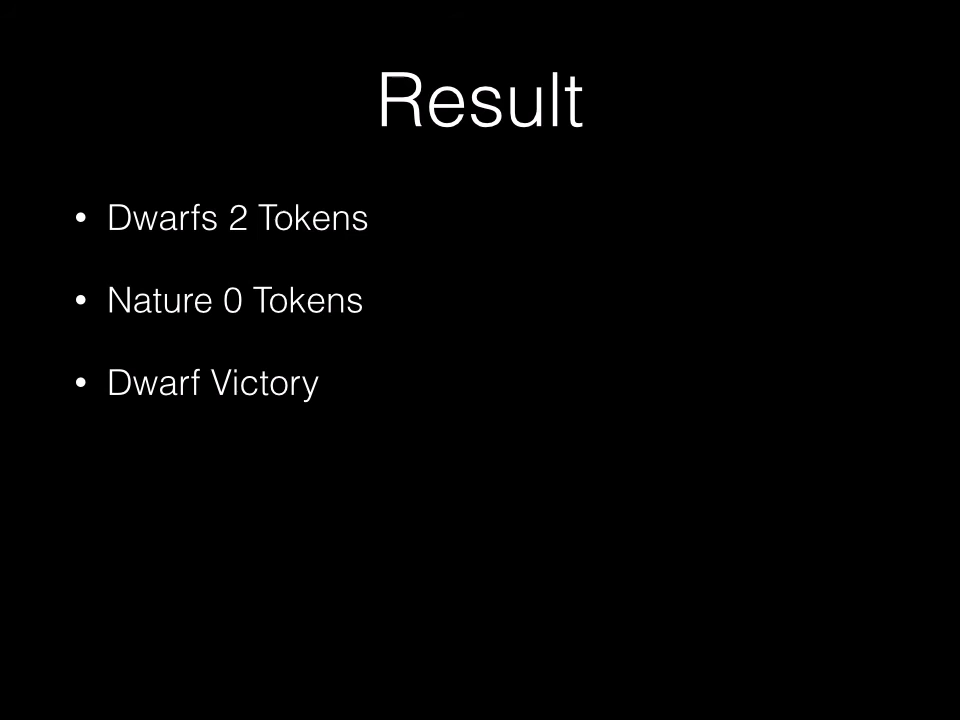 Result
• Dwarfs 2 Tokens
• Nature 0 Tokens
• Dwarf Victory